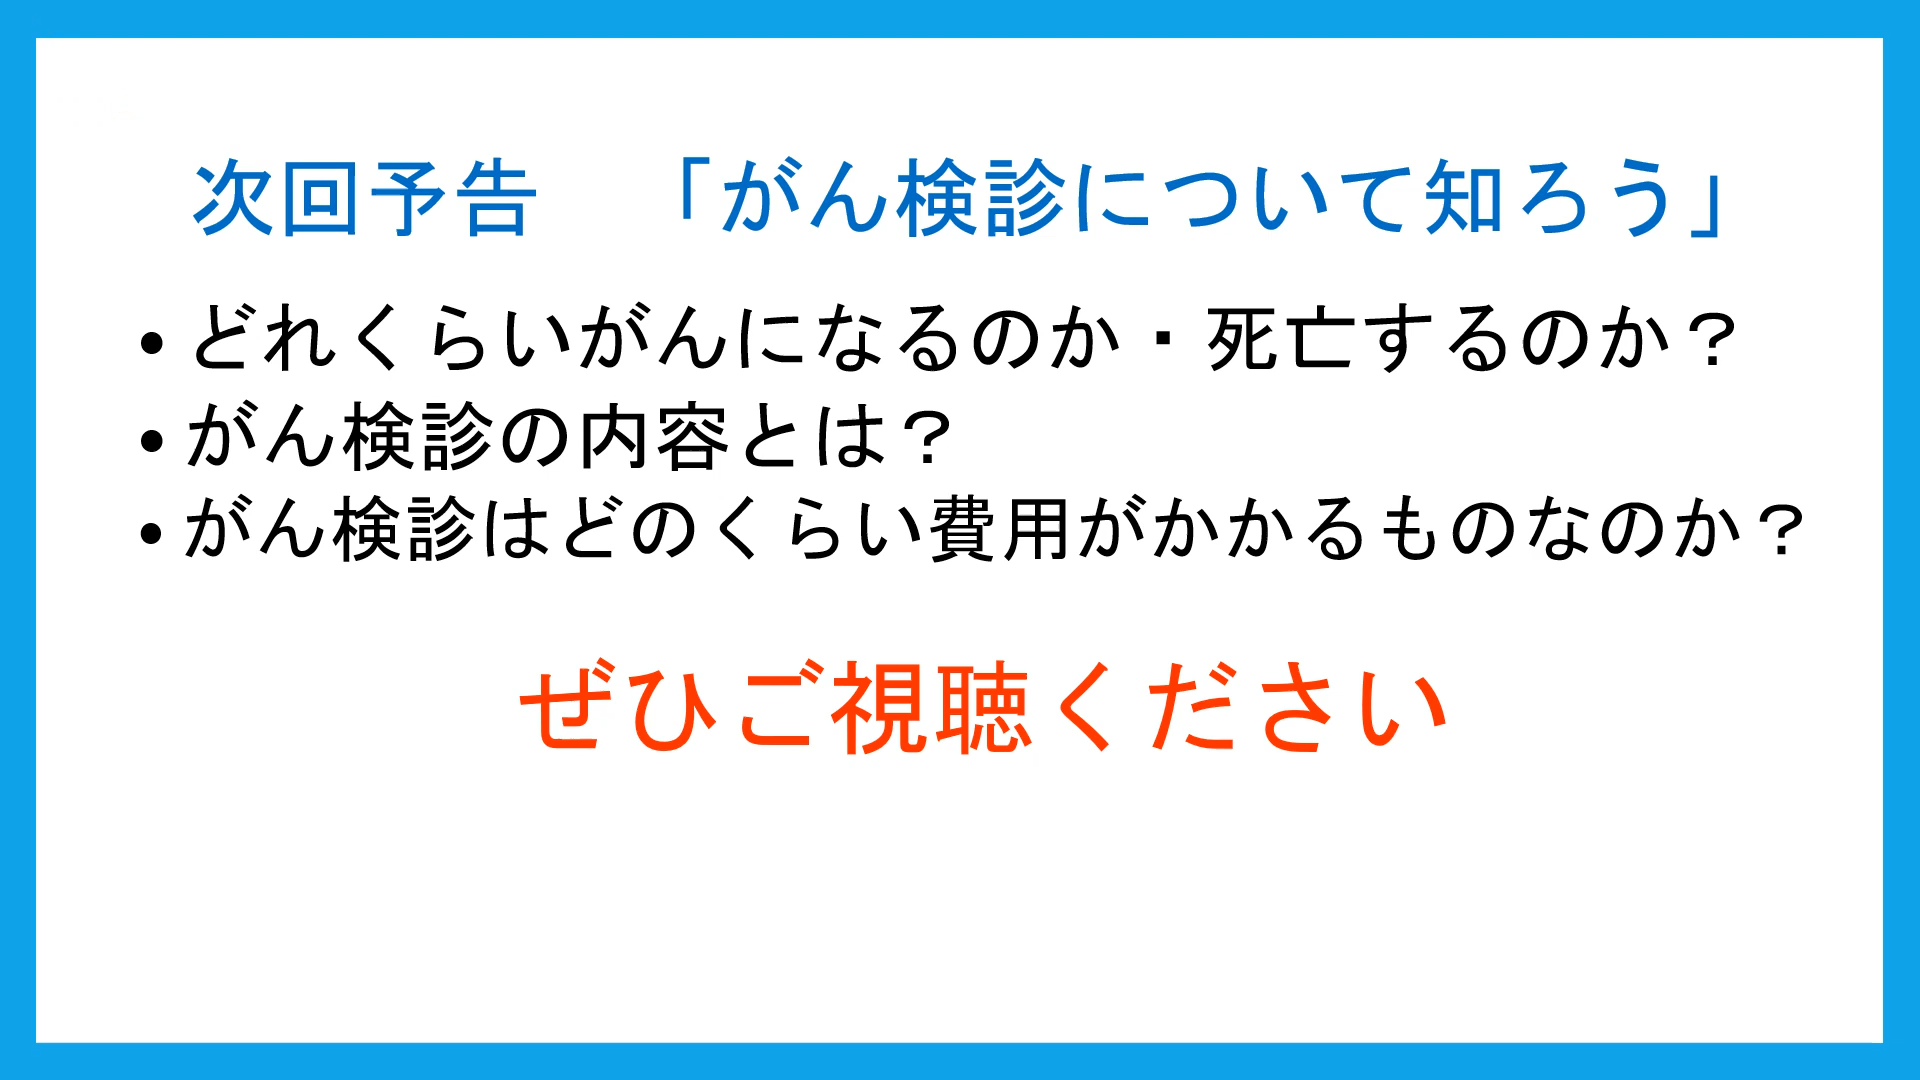 次回予告　「がん検診について知ろう」
•どれくらいがんになるのか・死亡するのか？
•がん検診の内容とは？
•がん検診はどのくらい費用がかかるものなのか？
ぜひご視聴ください